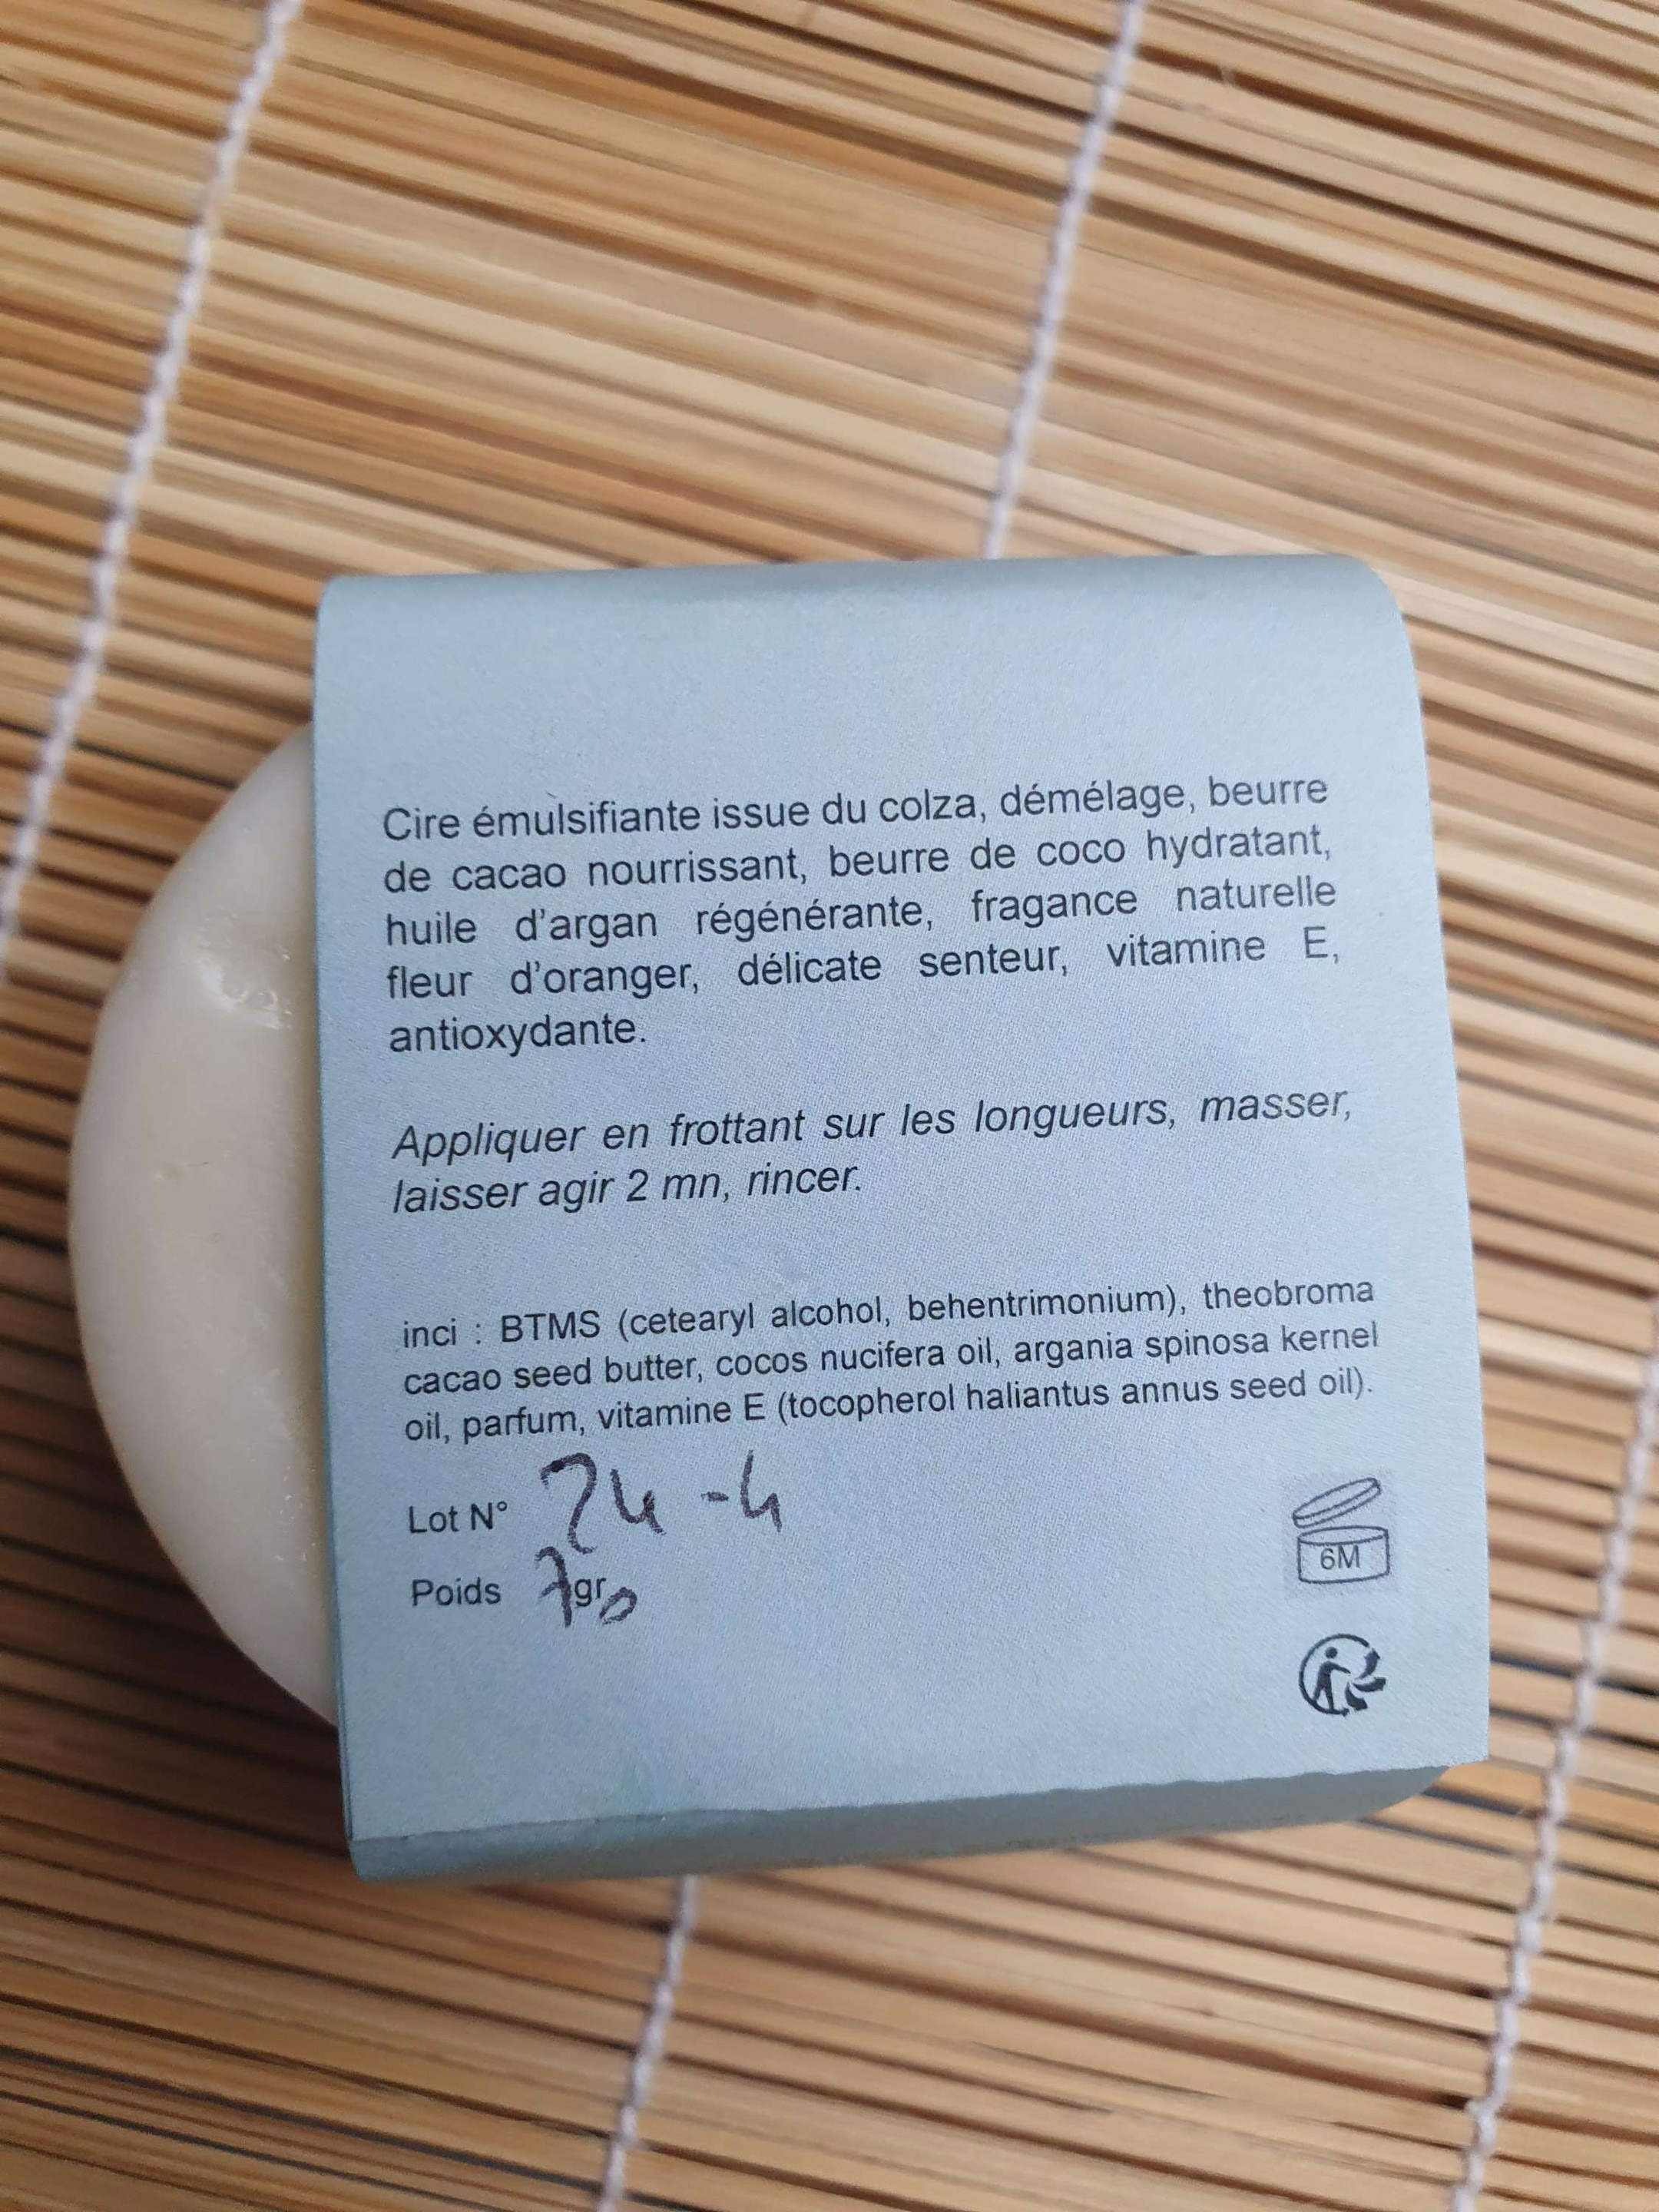 Cire émulsifiante issue du colza, démélage, beurre
de cacao nourrissant, beurre de coco hydratant,
huile d'argan régénérante, fragance naturelle
fleur d'oranger, délicate senteur, vitamine E,
antioxydante.
Appliquer en frottant sur les longueurs, masser,
laisser agir 2 mn, rincer.
inci : BTMS (cetearyl alcohol, behentrimonium), theobroma
cacao seed butter, cocos nucifera oil, argania spinosa kernel
oil, parfum, vitamine E (tocopherol haliantus annus seed oil).
Lot N° 24-4
6M
Poids 70gr